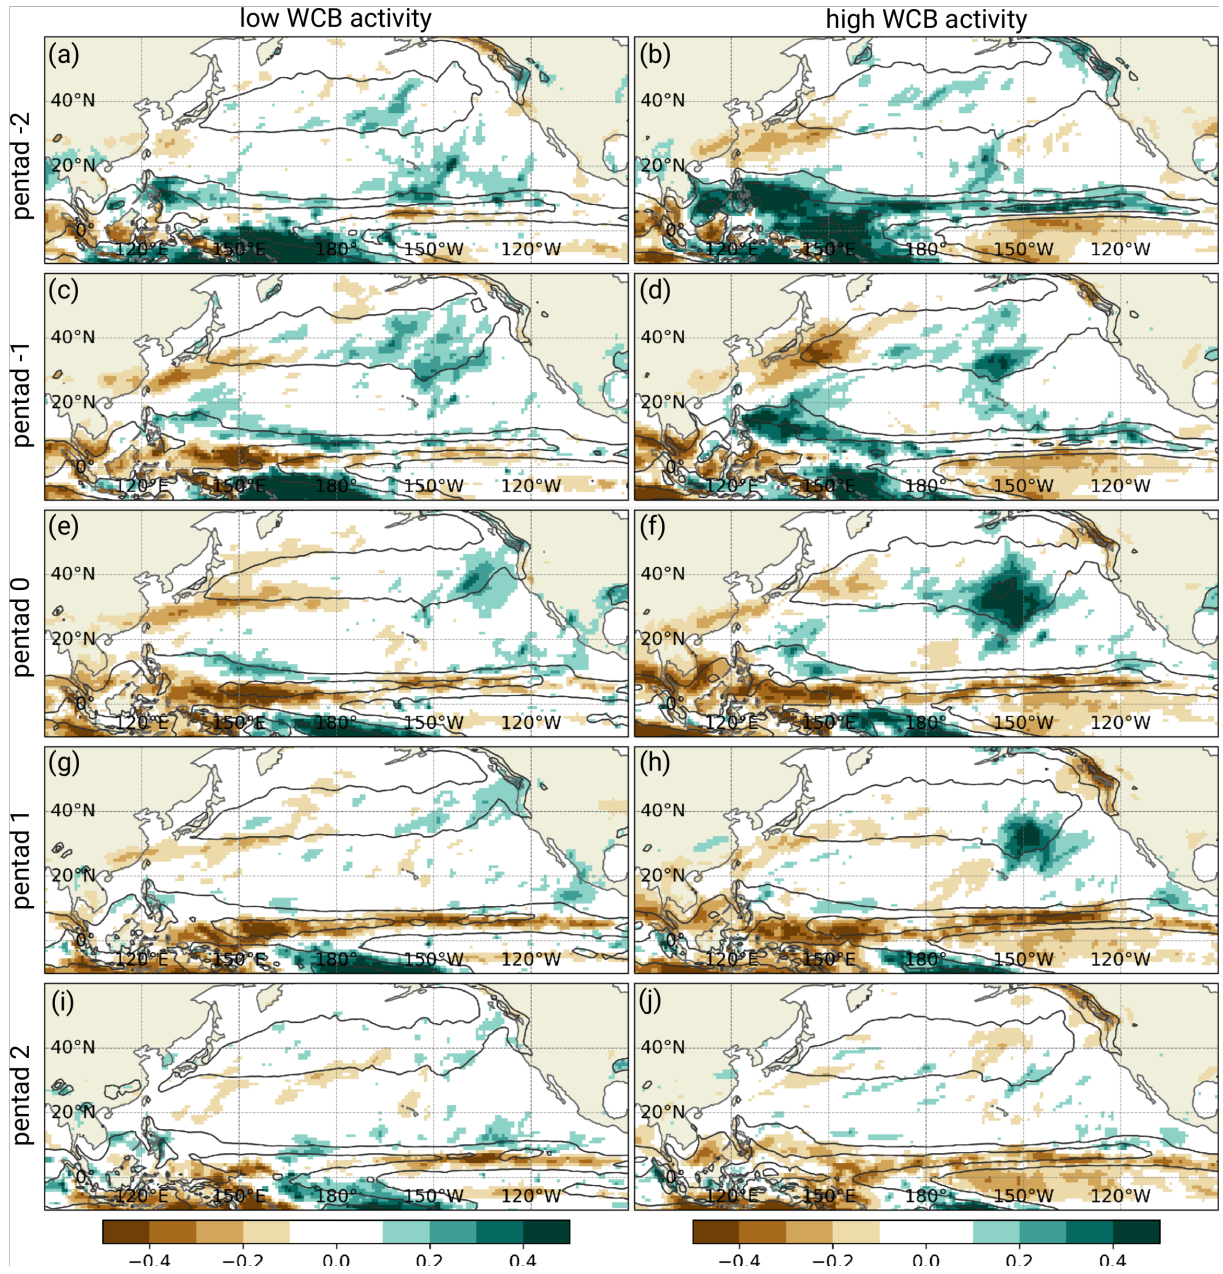 low WCB activity high WCB activity
pentad -2
(a) (b)
40°N 40°N
20°N 20°N
0° 0°
120°E 150°E 180° 150°W 120°W 120°E 150°E 180° 150°W 120°W
pentad -1
(c) (d)
40°N 40°N
20°N 20°N
0° 0°
120°E 150°E 180° 150°W 120°W 120°E 150°E 180° 150°W 120°W
pentad 0
(e) (f)
40°N 40°N
20°N 20°N
0° 0°
120°E 150°E 180° 150°W 120°W 120°E 150°E 180° 150°W 120°W
pentad 1
(g) (h)
40°N 40°N
20°N 20°N
0° 0°
120°E 150°E 180° 150°W 120°W 120°E 150°E 180° 150°W 120°W
pentad 2
(i) (j)
40°N 40°N
20°N 20°N
0° 0°
120°E 150°E 180° 150°W 120°W 120°E 150°E 180° 150°W 120°W
−0.4 −0.2 0.0 0.2 0.4 −0.4 −0.2 0.0 0.2 0.4